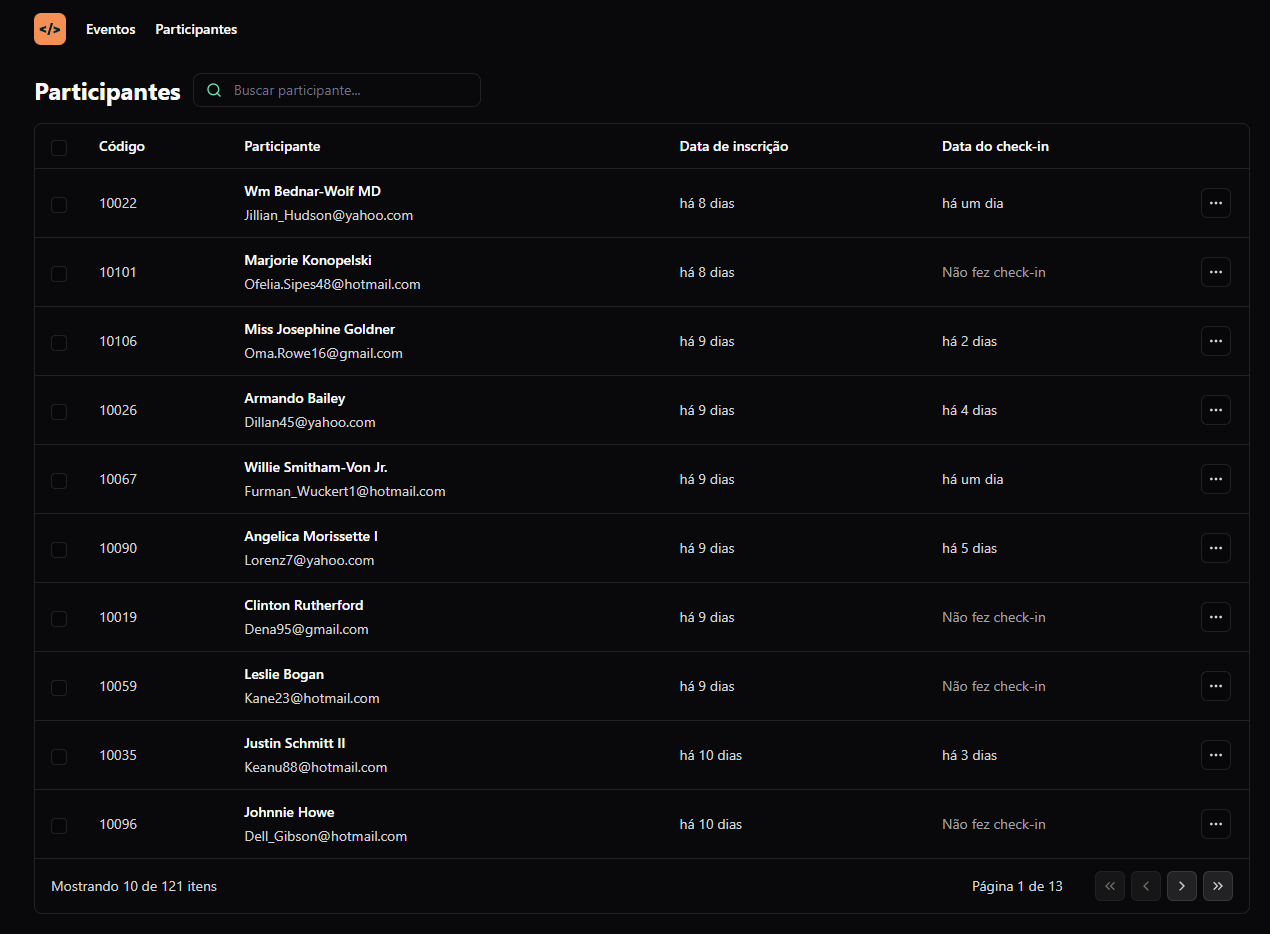 </> Eventos Participantes
Participantes Buscar participante...
Código Participante Data de inscrição Data do check-in
10022 Wm Bednar-Wolf MD há 8 dias há um dia ...
Jillian_Hudson@yahoo.com
10101 Marjorie Konopelski há 8 dias Não fez check-in ...
Ofelia.Sipes48@hotmail.com
10106 Miss Josephine Goldner há 9 dias há 2 dias ...
Oma.Rowe16@gmail.com
10026 Armando Bailey há 9 dias há 4 dias ...
Dillan45@yahoo.com
10067 Willie Smitham-Von Jr. há 9 dias há um dia ...
Furman_Wuckert1@hotmail.com
10090 Angelica Morissette I há 9 dias há 5 dias ...
Lorenz7@yahoo.com
10019 Clinton Rutherford há 9 dias Não fez check-in ...
Dena95@gmail.com
10059 Leslie Bogan há 9 dias Não fez check-in ...
Kane23@hotmail.com
10035 Justin Schmitt II há 10 dias há 3 dias ...
Keanu88@hotmail.com
10096 Johnnie Howe há 10 dias Não fez check-in ...
Dell_Gibson@hotmail.com
Mostrando 10 de 121 itens Página 1 de 13 « ‹ › »